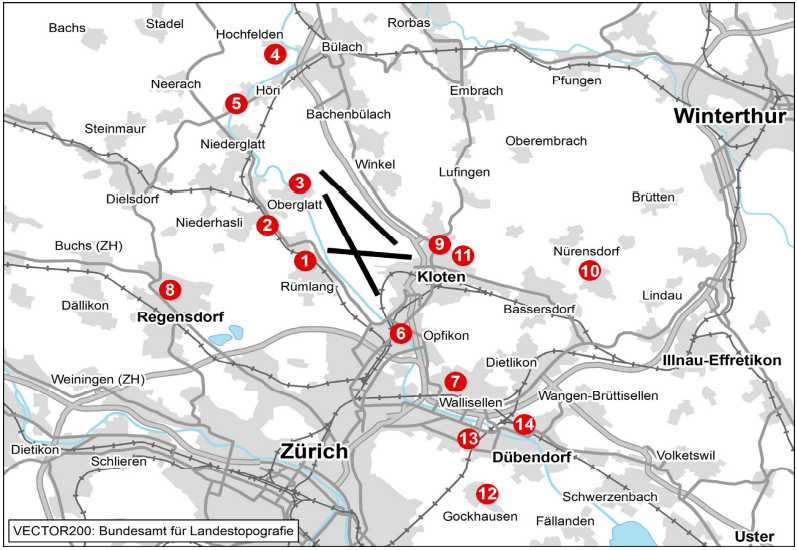 Bachs
Stadel
Hochfelden
Rorbas
4
Bülach
Neerach
Höri
Pfungen
5
Embrach
Bachenbülach
Winterthur
Steinmaur
Niederglatt
Oberembrach
Winkel
Lufingen
3
Dielsdorf
Oberglatt
Brütten
Niederhasli
2
Buchs (ZH)
9
11
Nürensdorf
1
Kloten
10
Rümlang
8
Lindau
Dällikon
Regensdorf
Bassersdorf
6
Opfikon
Dietlikon
Illnau-Effretikon
Weiningen (ZH)
7
Wallisellen
Wangen-Brüttisellen
14
13
Dietikon
Zürich
Dübendorf
Volketswil
Schlieren
12
Schwerzenbach
Gockhausen
Fällanden
VECTOR200: Bundesamt für Landestopografie
Uster